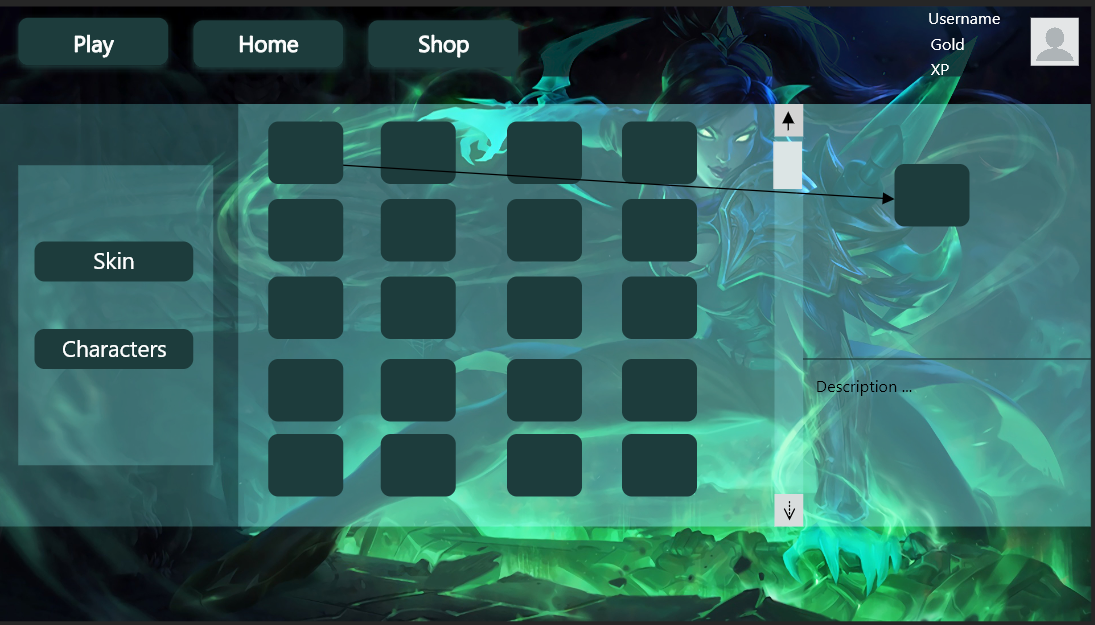 Play
Home
Shop
Username
Gold
XP
Skin
Characters
Description ...